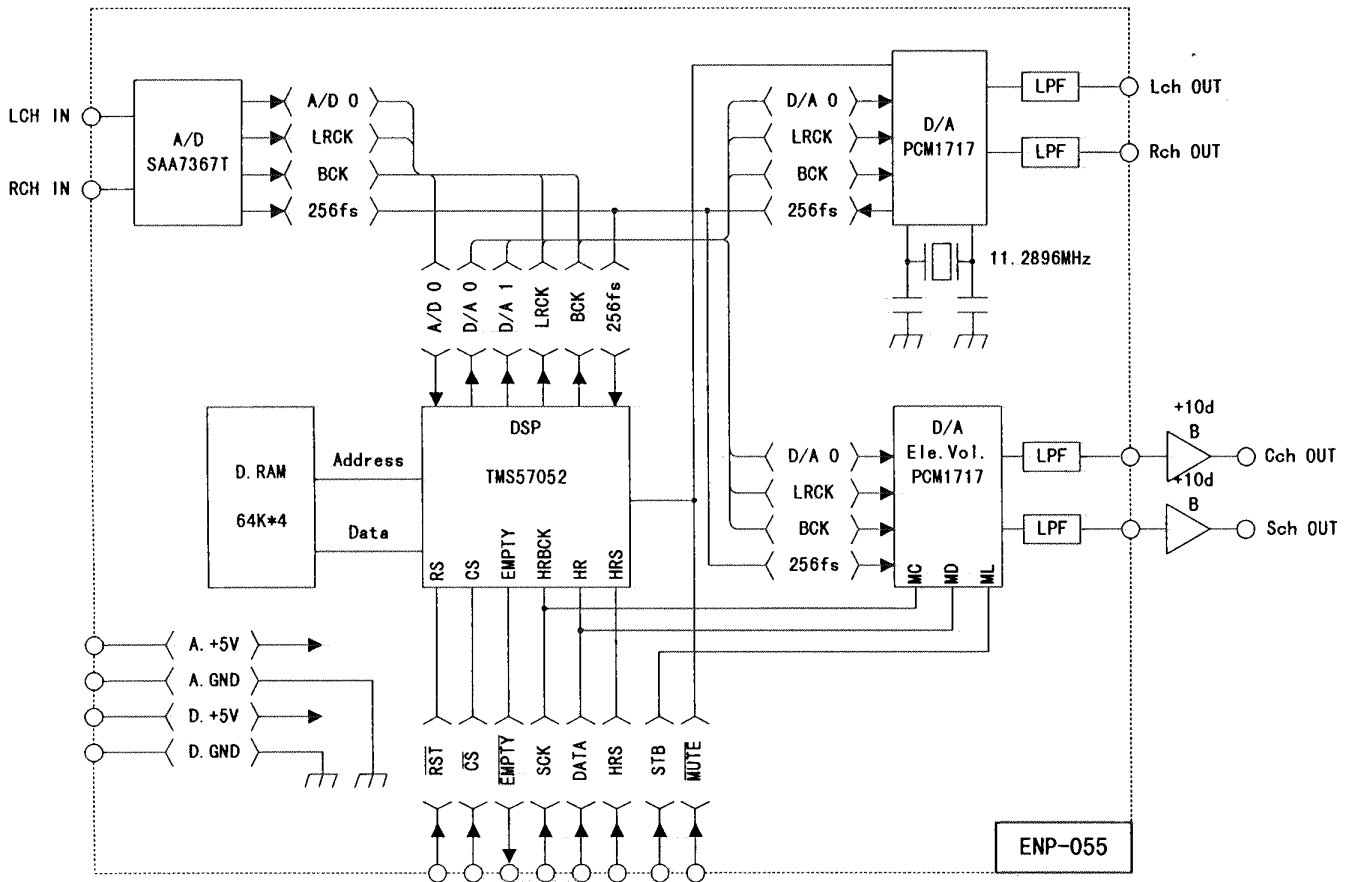 LCH IN
RCH IN
A/D
SAA7367T
A/D 0
LRCK
BCK
256fs
D/A 0
LRCK
BCK
256fs
D/A
PCM1717
LPF
LPF
Lch OUT
Rch OUT
11.2896MHz
A/D 0
D/A 0
D/A 1
LRCK
BCK
256fs
D.RAM
64K*4
Address
Data
DSP
TMS57052
RS
CS
EMPTY
HRBCK
HR
HRS
D/A 0
LRCK
BCK
256fs
D/A
Ele.Vol.
PCM1717
MC
MD
ML
LPF
LPF
+10d
B
Cch OUT
+10d
B
Sch OUT
A.+5V
A.GND
D.+5V
D.GND
RST
CS
EMPTY
SCK
DATA
HRS
STB
MUTE
ENP-055